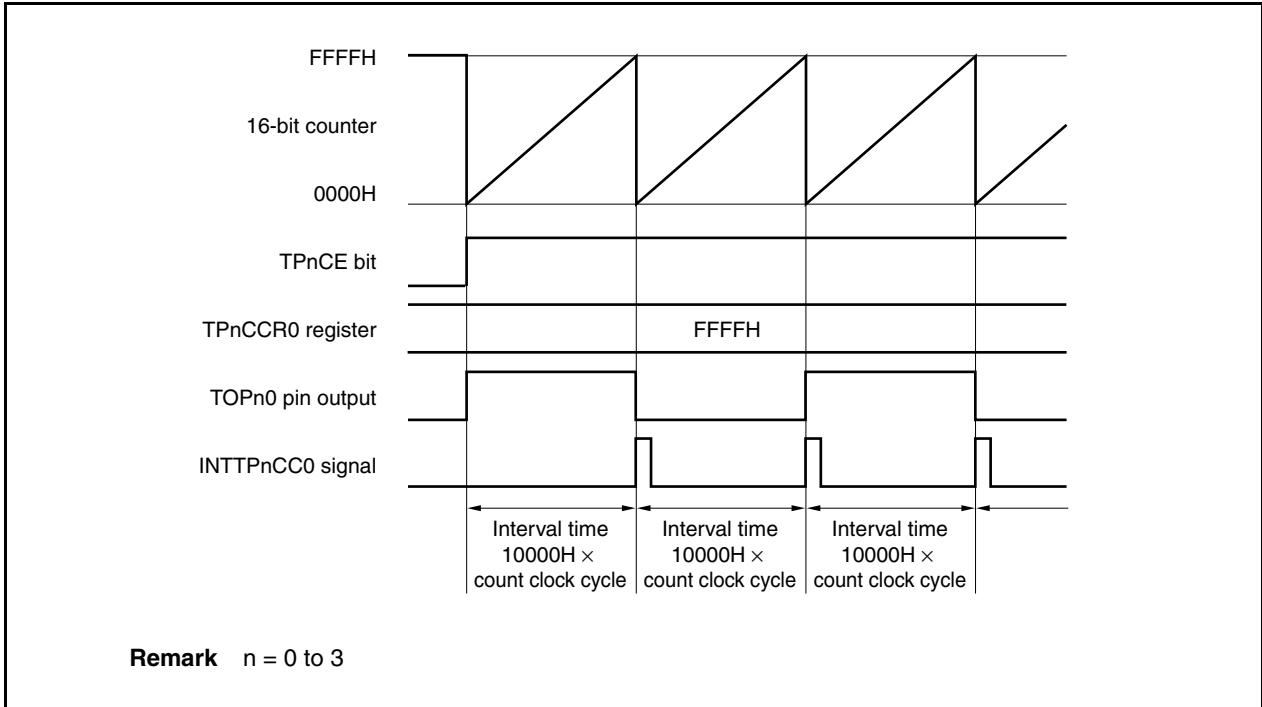 FFFFH
16-bit counter
0000H
TPnCE bit
TPnCCR0 register
FFFFH
TOPn0 pin output
INTTPnCC0 signal
Interval time
10000H ×
count clock cycle
Interval time
10000H ×
count clock cycle
Interval time
10000H ×
count clock cycle
Remark n = 0 to 3